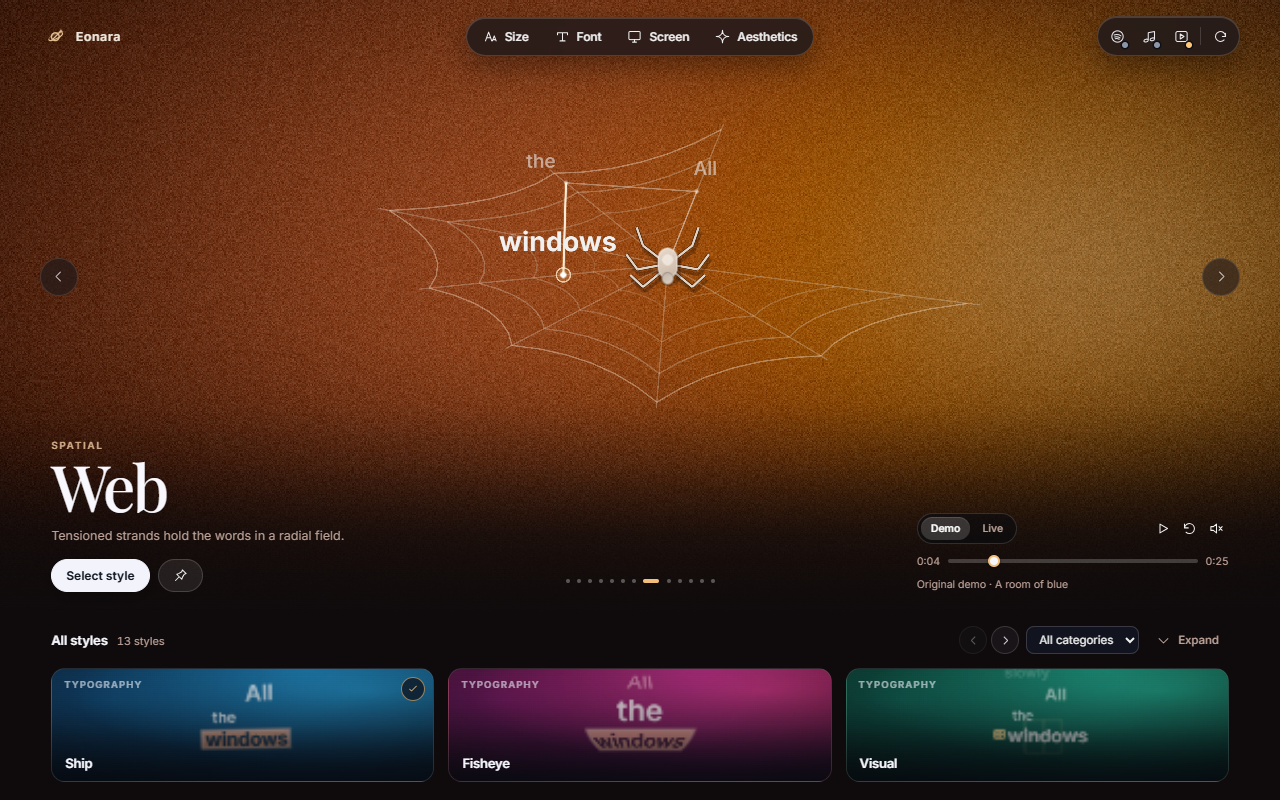 Eonara
Size Font Screen Aesthetics
the All
windows
SPATIAL
Web
Tensioned strands hold the words in a radial field.
Select style
Demo Live
0:04 0:25
Original demo · A room of blue
All styles 13 styles
All categories Expand
TYPOGRAPHY
All
the
windows
Ship
TYPOGRAPHY
All
the
windows
Fisheye
TYPOGRAPHY
slowly
All
the
windows
Visual